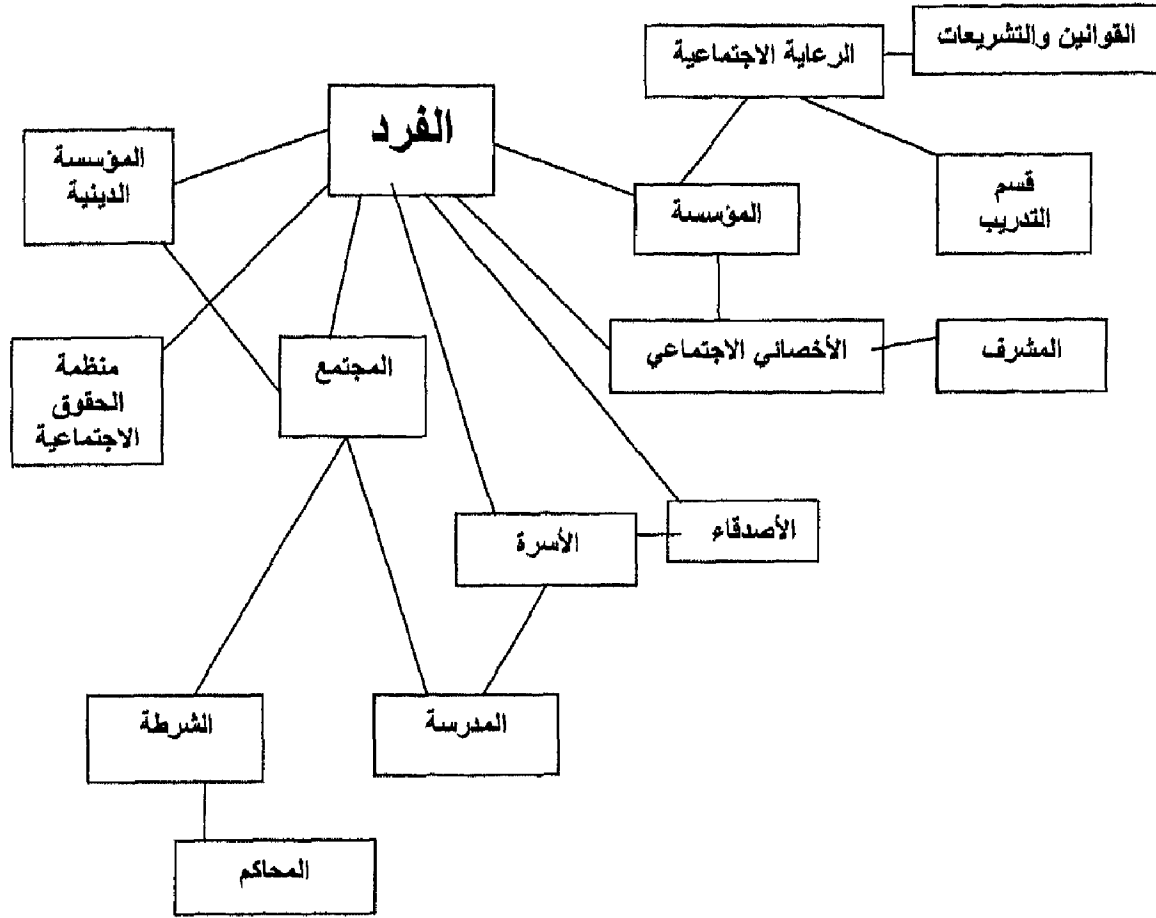 القوانين والتشريعات
الرعاية الاجتماعية
الفرد
المؤسسة
الدينية
قسم
التدريب
المؤسسة
منظمة
الحقوق
الاجتماعية
المجتمع
الأخصائي الاجتماعي
المشرف
الأصدقاء
الأسرة
المدرسة
الشرطة
المحاكم